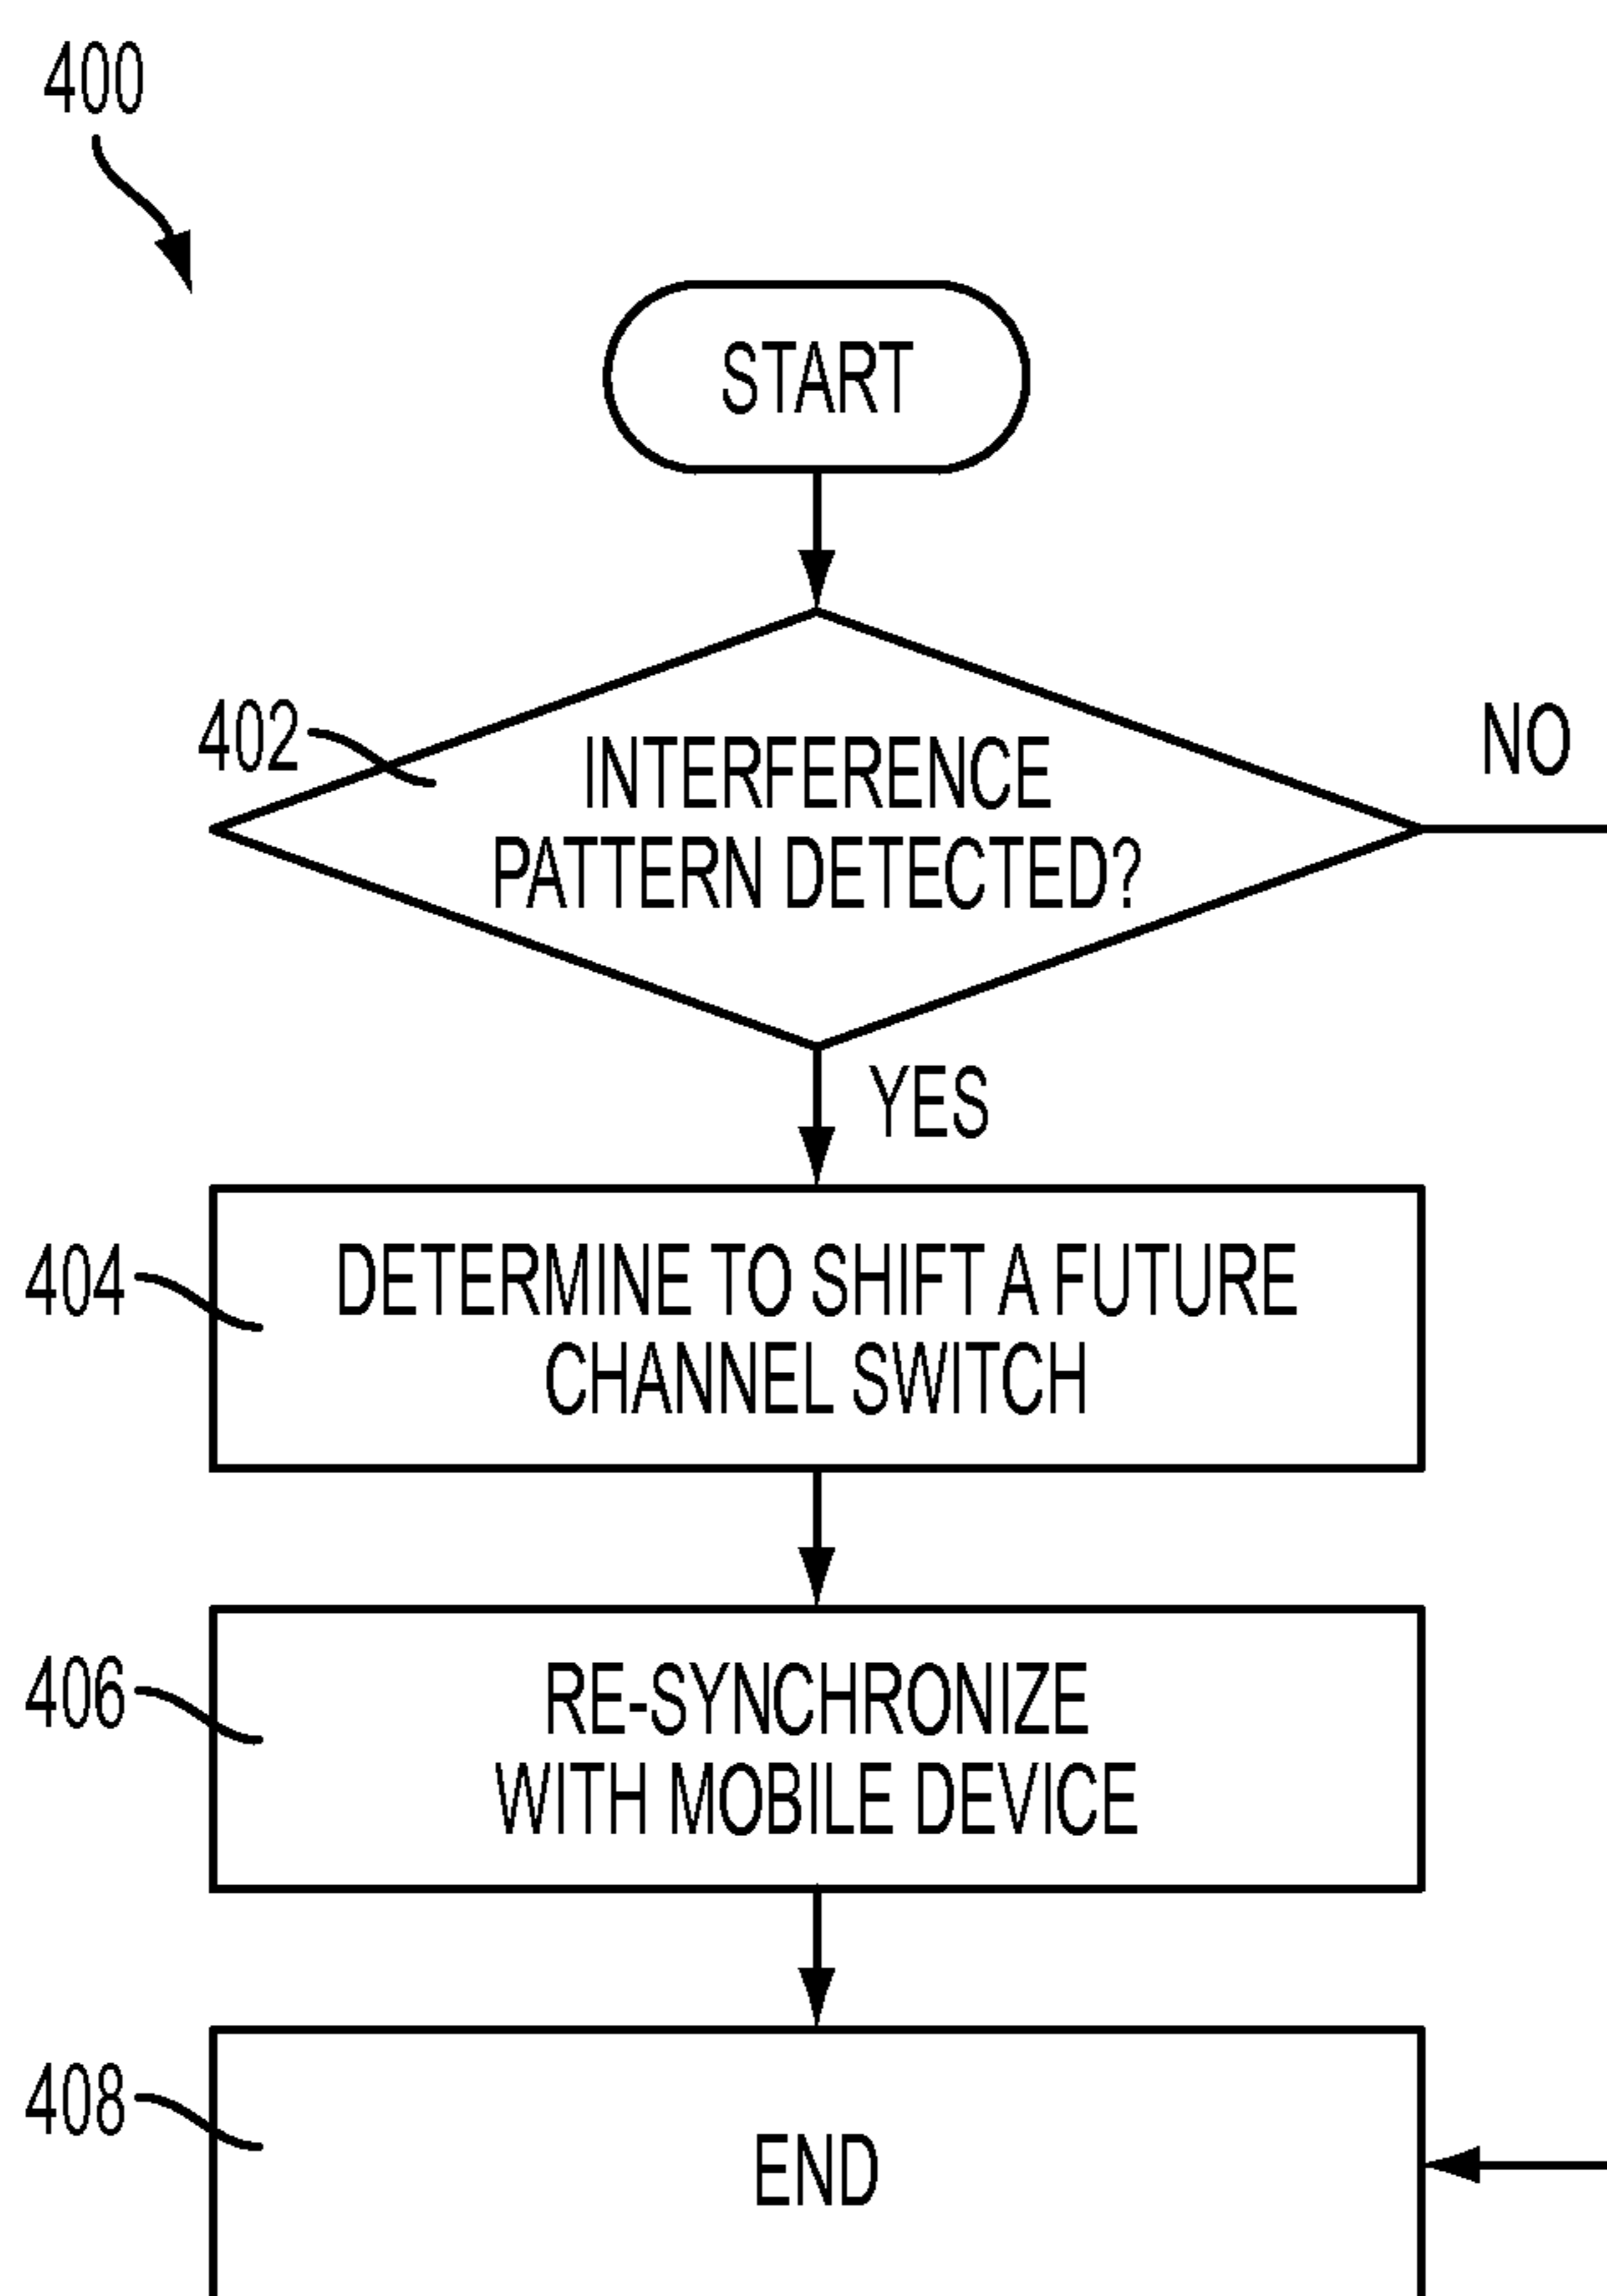 400
START
402
INTERFERENCE
PATTERN DETECTED?
NO
YES
404
DETERMINE TO SHIFT A FUTURE
CHANNEL SWITCH
406
RE-SYNCHRONIZE
WITH MOBILE DEVICE
408
END